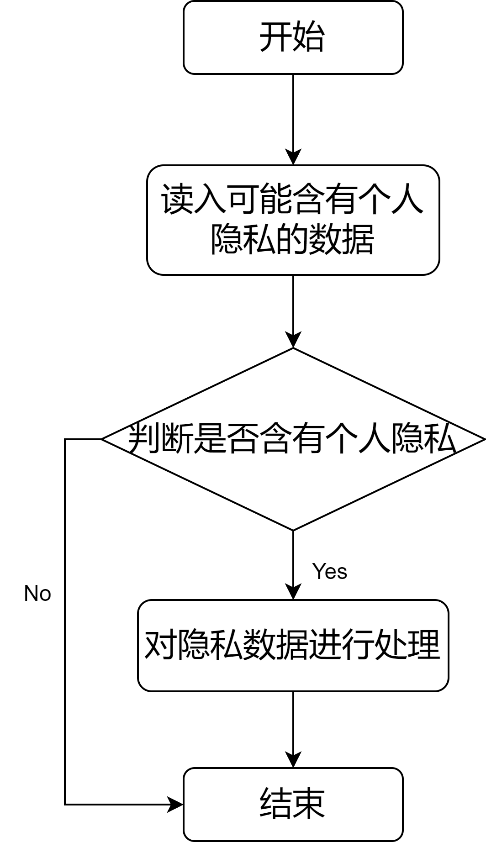 开始
读入可能含有个人
隐私的数据
判断是否含有个人隐私
Yes
No
对隐私数据进行处理
结束